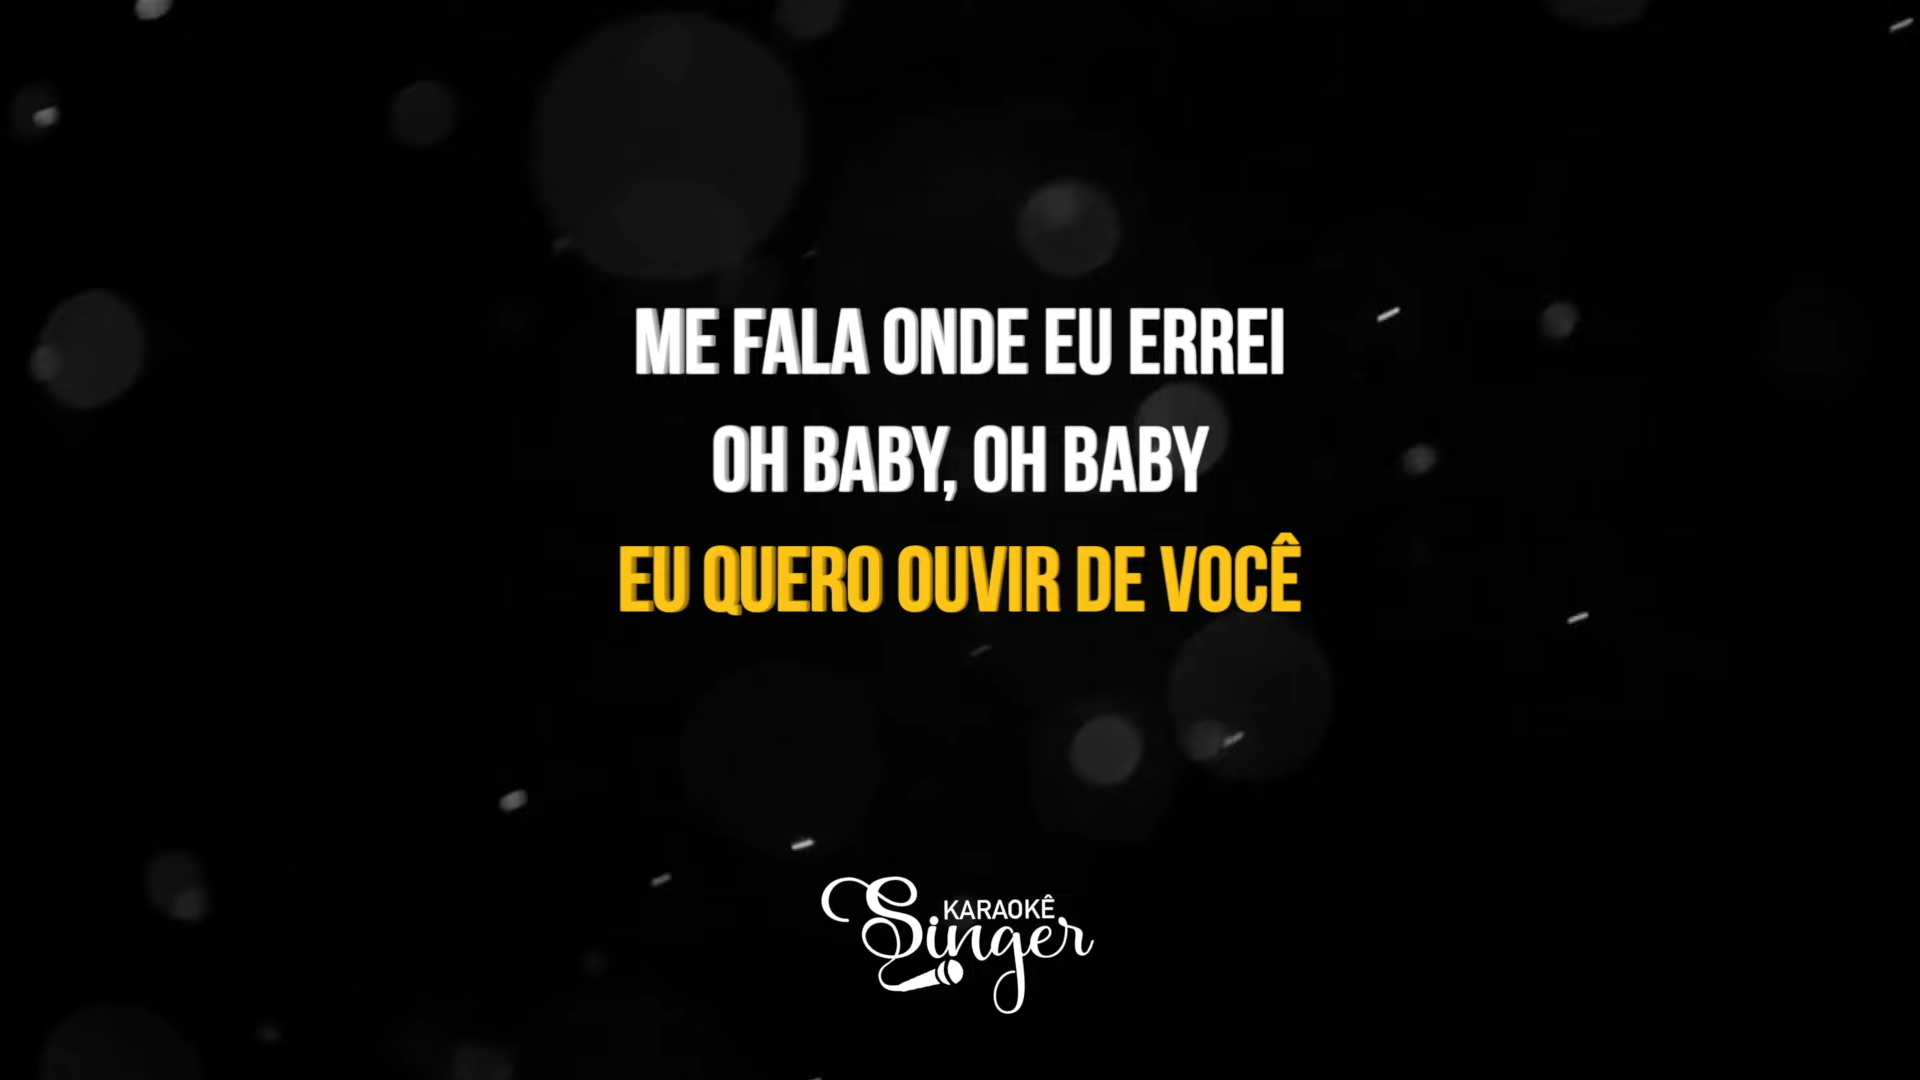 ME FALA ONDE EU ERREI
OH BABY, OH BABY
EU QUERO OUVIR DE VOCÊ
KARAOKÊ
Singer